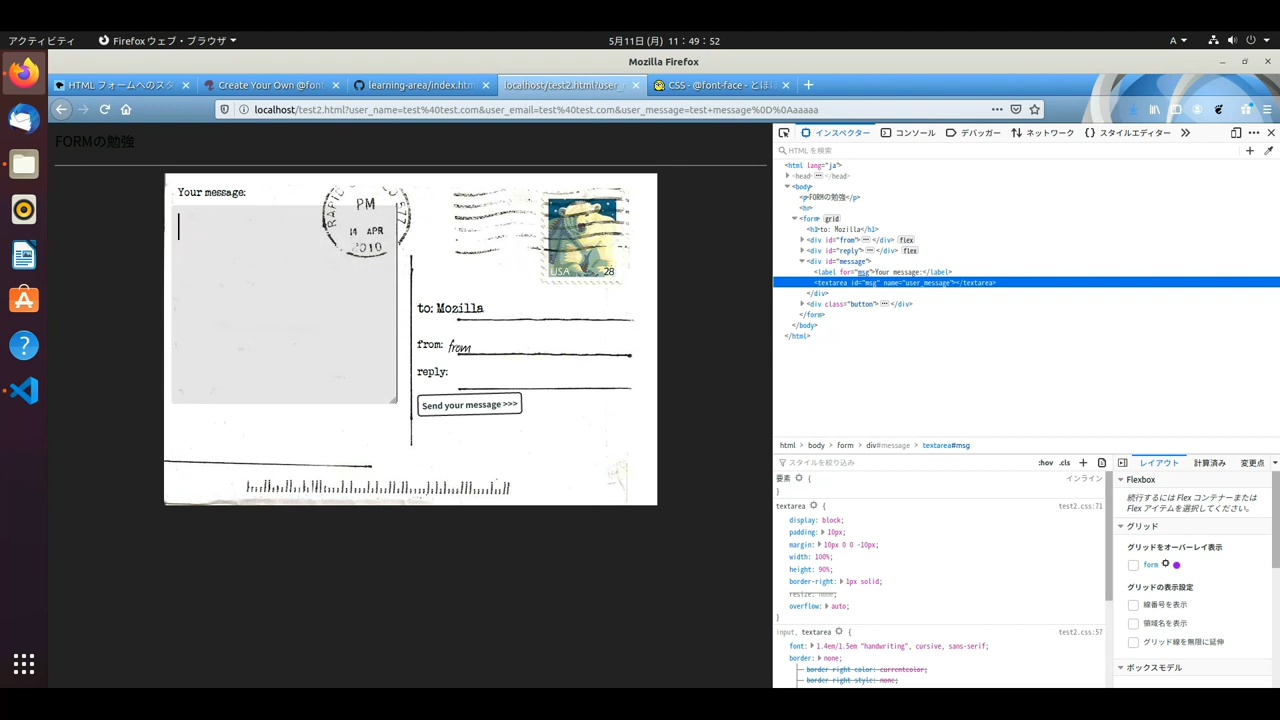 アクティビティ
Firefox ウェブ・ブラウザ
5月11日 (月) 11：49：52
A
Mozilla Firefox
HTML フォームへのスタ
Create Your Own @font
learning-area/index.htm
localhost/test2.html?user_
CSS - @font-face - とほほ
localhost/test2.html?user_name=test%40test.com&user_email=test%40test.com&user_message=test+message%0D%0Aaaaaa
インスペクター
コンソール
デバッガー
ネットワーク
スタイルエディター
FORMの勉強
HTML を検索
<html lang="ja">
<head></head>
<body>
<p>FORMの勉強</p>
<hr>
<form> grid
<h1>to: Mozilla</h1>
<div id="from"></div> flex
<div id="reply"></div> flex
<div id="message">
<label for="msg">Your message:</label>
<textarea id="msg" name="user_message"></textarea>
</div>
<div class="button"></div>
</form>
</body>
</html>
Your message:
PM
14 APR
2010
USA
28
to: Mozilla
from: from
reply:
Send your message >>>
html
body
form
div#message
textarea#msg
スタイルを絞り込み
:hov .cls
レイアウト
計算済み
変更点
要素 {
インライン
}
textarea {
test2.css:71
display: block;
padding: 10px;
margin: 10px 0 0 -10px;
width: 100%;
height: 90%;
border-right: 1px solid;
resize: none;
overflow: auto;
}
input, textarea {
test2.css:57
font: 1.4em/1.5em "handwriting", cursive, sans-serif;
border: none;
border-right-color: currentcolor;
border-right-style: none;
Flexbox
続行するには Flex コンテナーまたは
Flex アイテムを選択してください。
グリッド
グリッドをオーバーレイ表示
form
グリッドの表示設定
線番号を表示
領域名を表示
グリッド線を無限に延伸
ボックスモデル